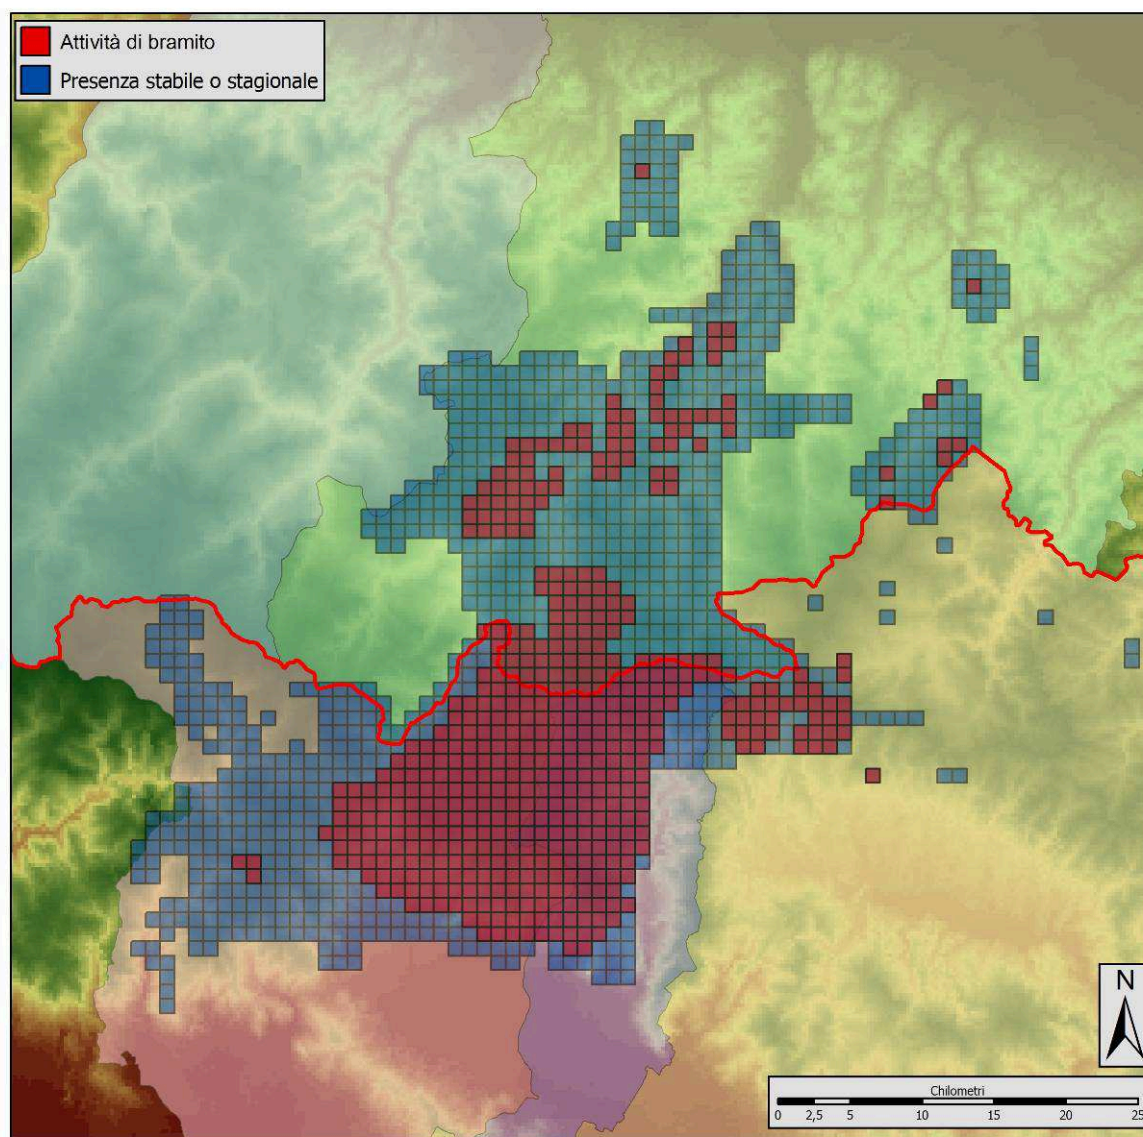 Attività di bramito
Presenza stabile o stagionale
N
Chilometri
0 2,5 5 10 15 20 25